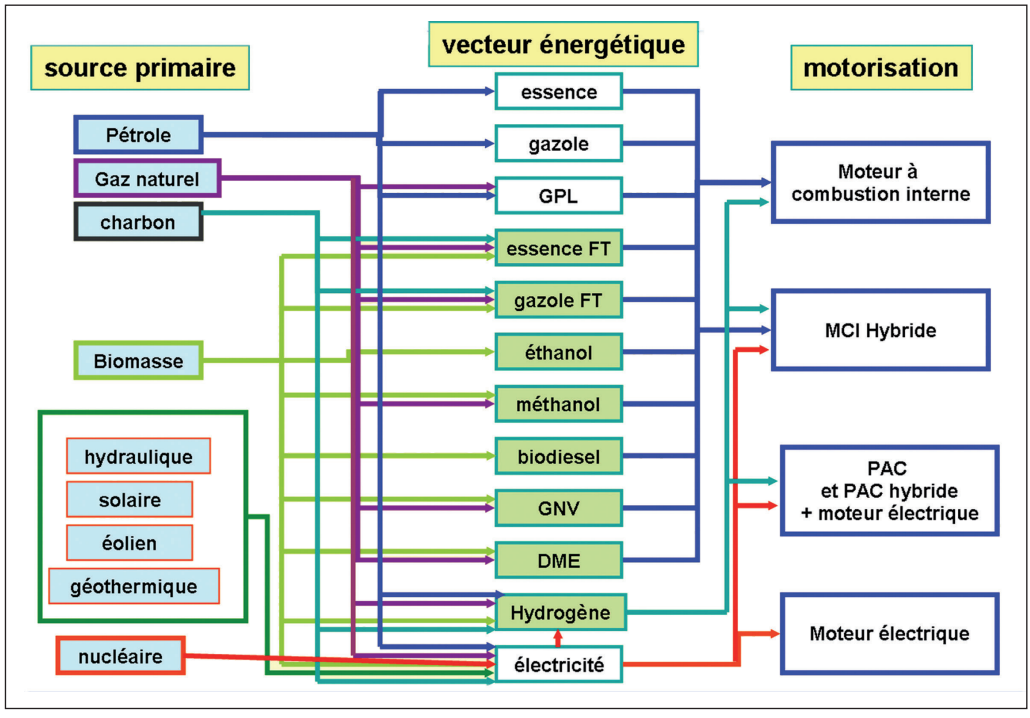 source primaire
vecteur énergétique
motorisation
Pétrole
Gaz naturel
charbon
Biomasse
hydraulique
solaire
éolien
géothermique
nucléaire
essence
gazole
GPL
essence FT
gazole FT
éthanol
méthanol
biodiesel
GNV
DME
Hydrogène
électricité
Moteur à
combustion interne
MCI Hybride
PAC
et PAC hybride
+ moteur électrique
Moteur électrique